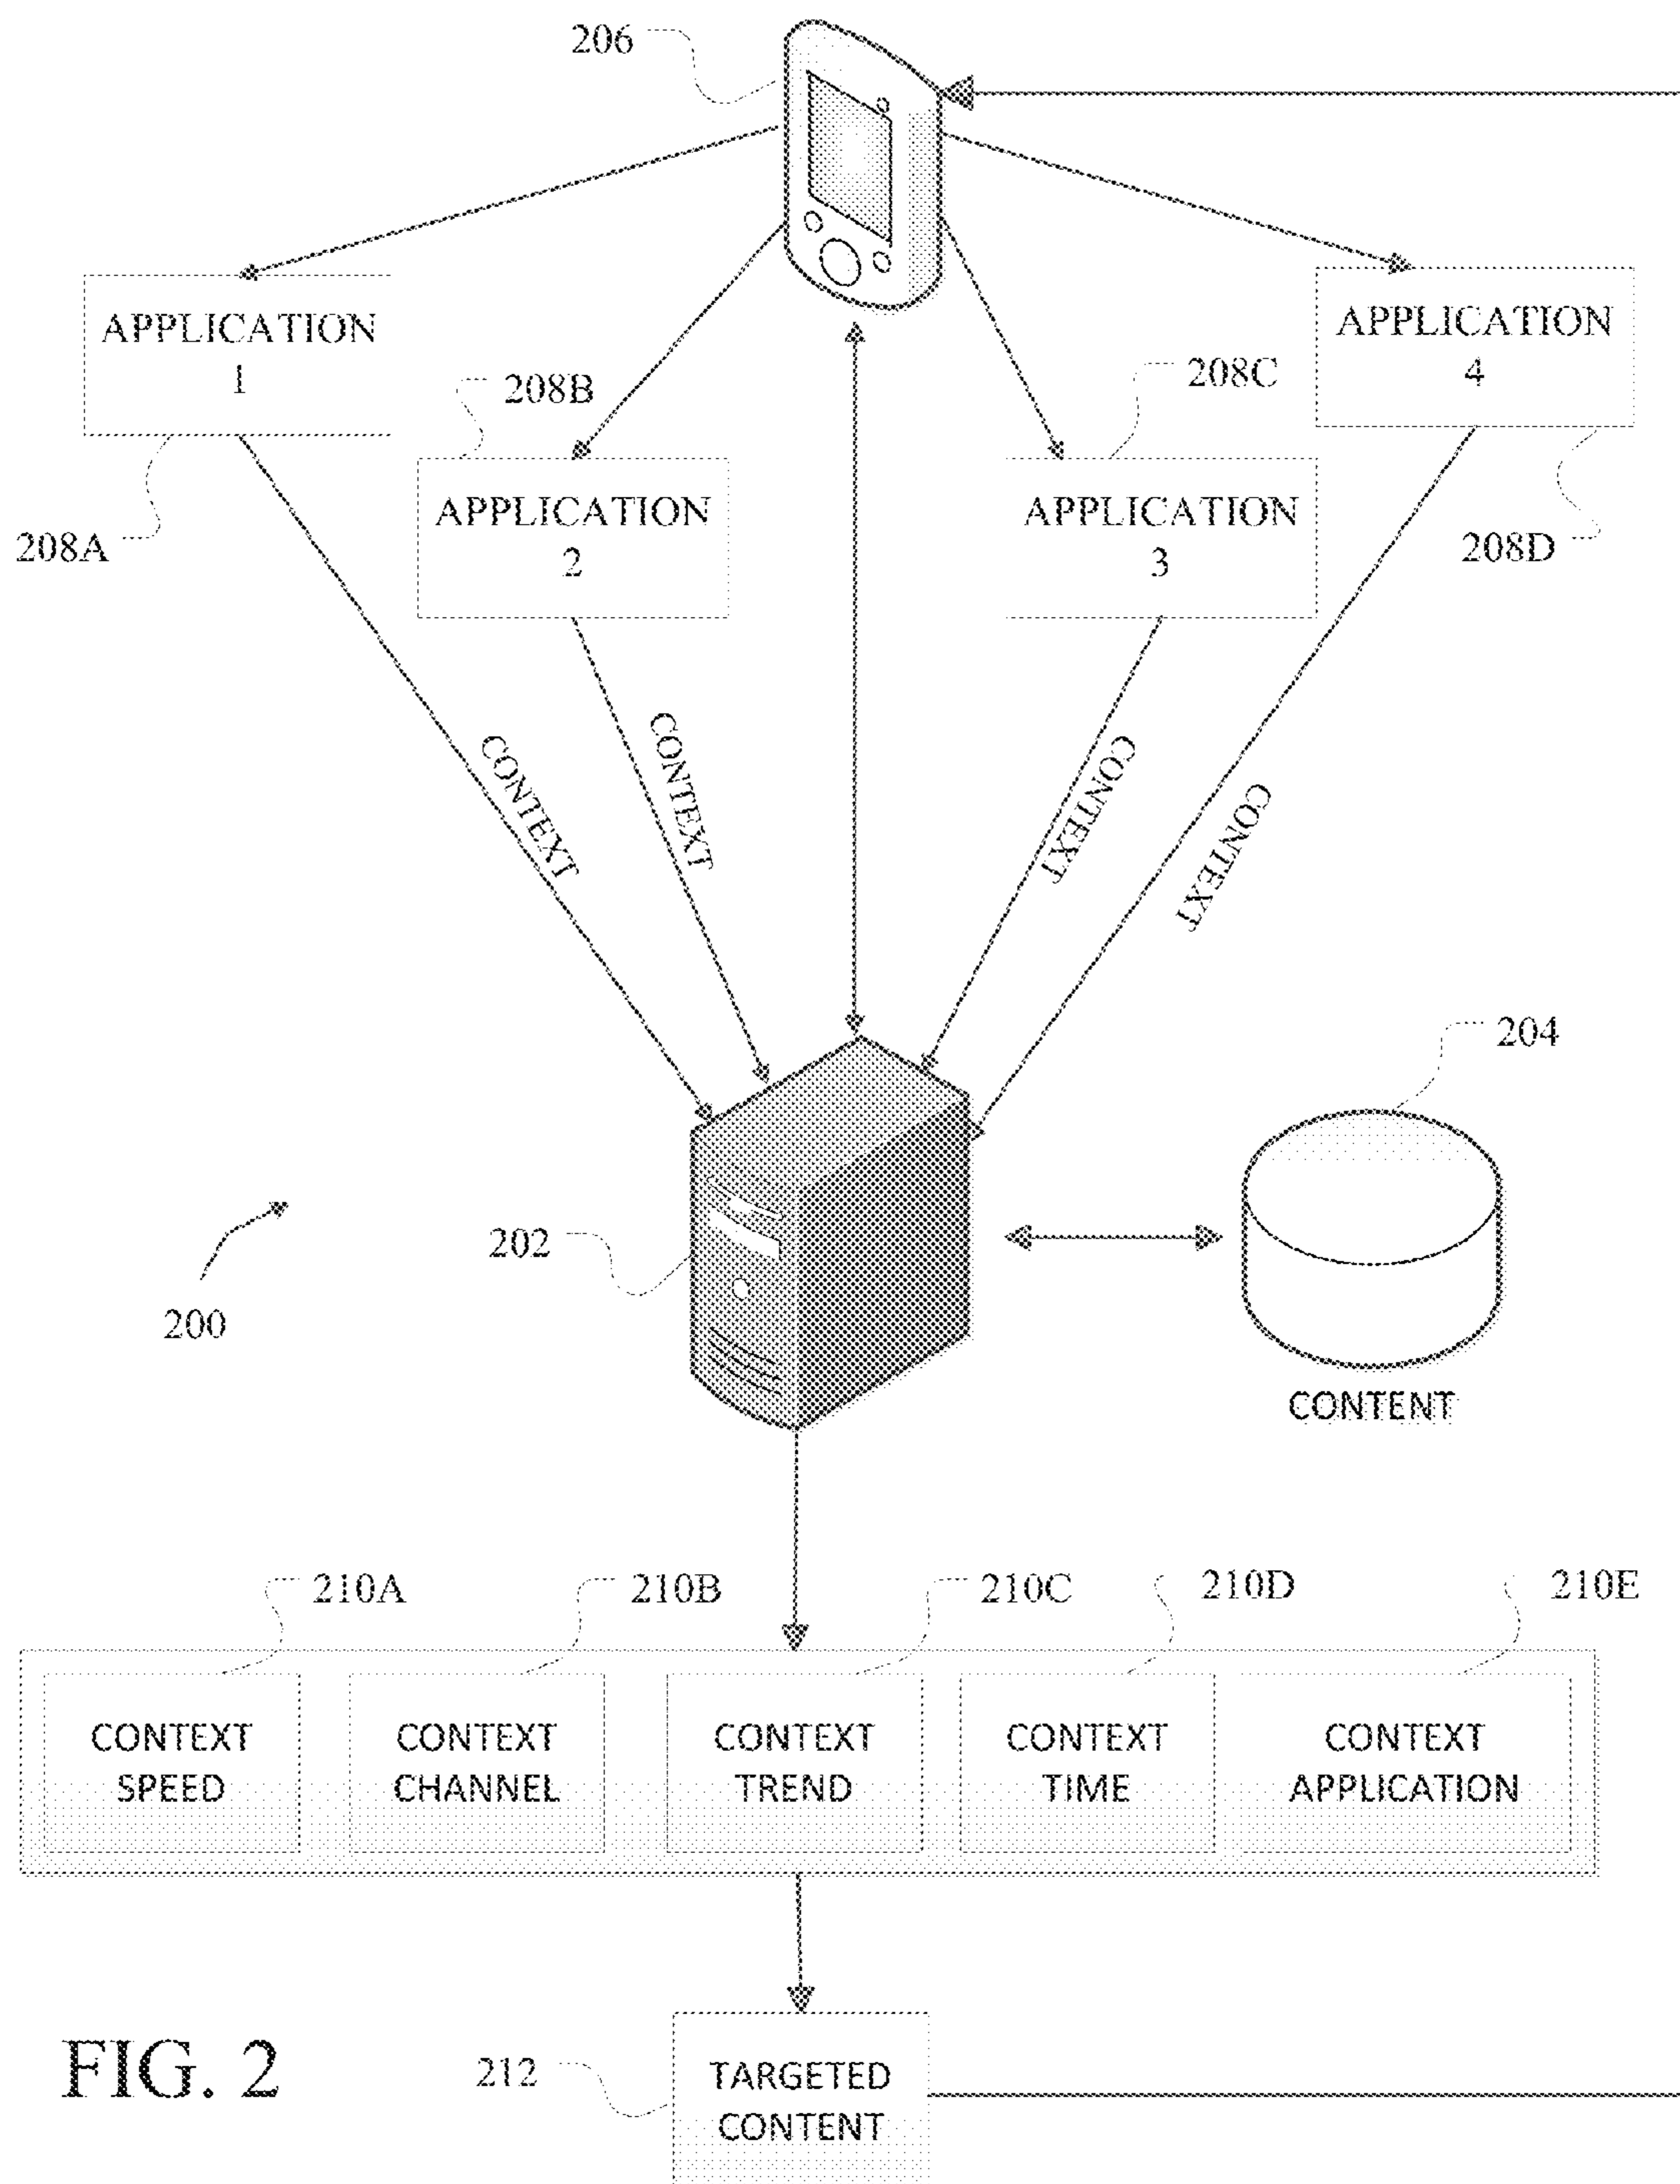 206
APPLICATION
1
APPLICATION
4
208B
208C
208A
APPLICATION
2
APPLICATION
3
208D
CONTEXT
CONTEXT
CONTEXT
CONTEXT
204
202
200
CONTENT
210A
210B
210C
210D
210E
CONTEXT
SPEED
CONTEXT
CHANNEL
CONTEXT
TREND
CONTEXT
TIME
CONTEXT
APPLICATION
FIG. 2
212
TARGETED
CONTENT